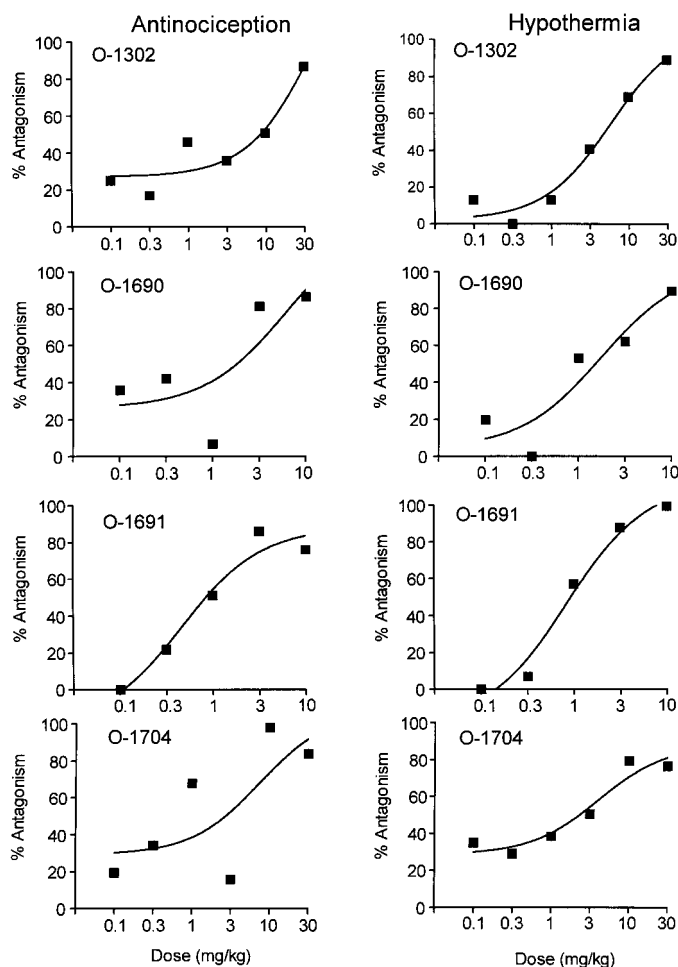 Antinociception
Hypothermia
O-1302
% Antagonism
100
80
60
40
20
0
0.1 0.3 1 3 10 30
O-1302
% Antagonism
100
80
60
40
20
0
0.1 0.3 1 3 10 30
O-1690
% Antagonism
100
80
60
40
20
0
0.1 0.3 1 3 10
O-1690
% Antagonism
100
80
60
40
20
0
0.1 0.3 1 3 10
O-1691
% Antagonism
100
80
60
40
20
0
0.1 0.3 1 3 10
O-1691
% Antagonism
100
80
60
40
20
0
0.1 0.3 1 3 10
O-1704
% Antagonism
100
80
60
40
20
0
0.1 0.3 1 3 10 30
Dose (mg/kg)
O-1704
% Antagonism
100
80
60
40
20
0
0.1 0.3 1 3 10 30
Dose (mg/kg)